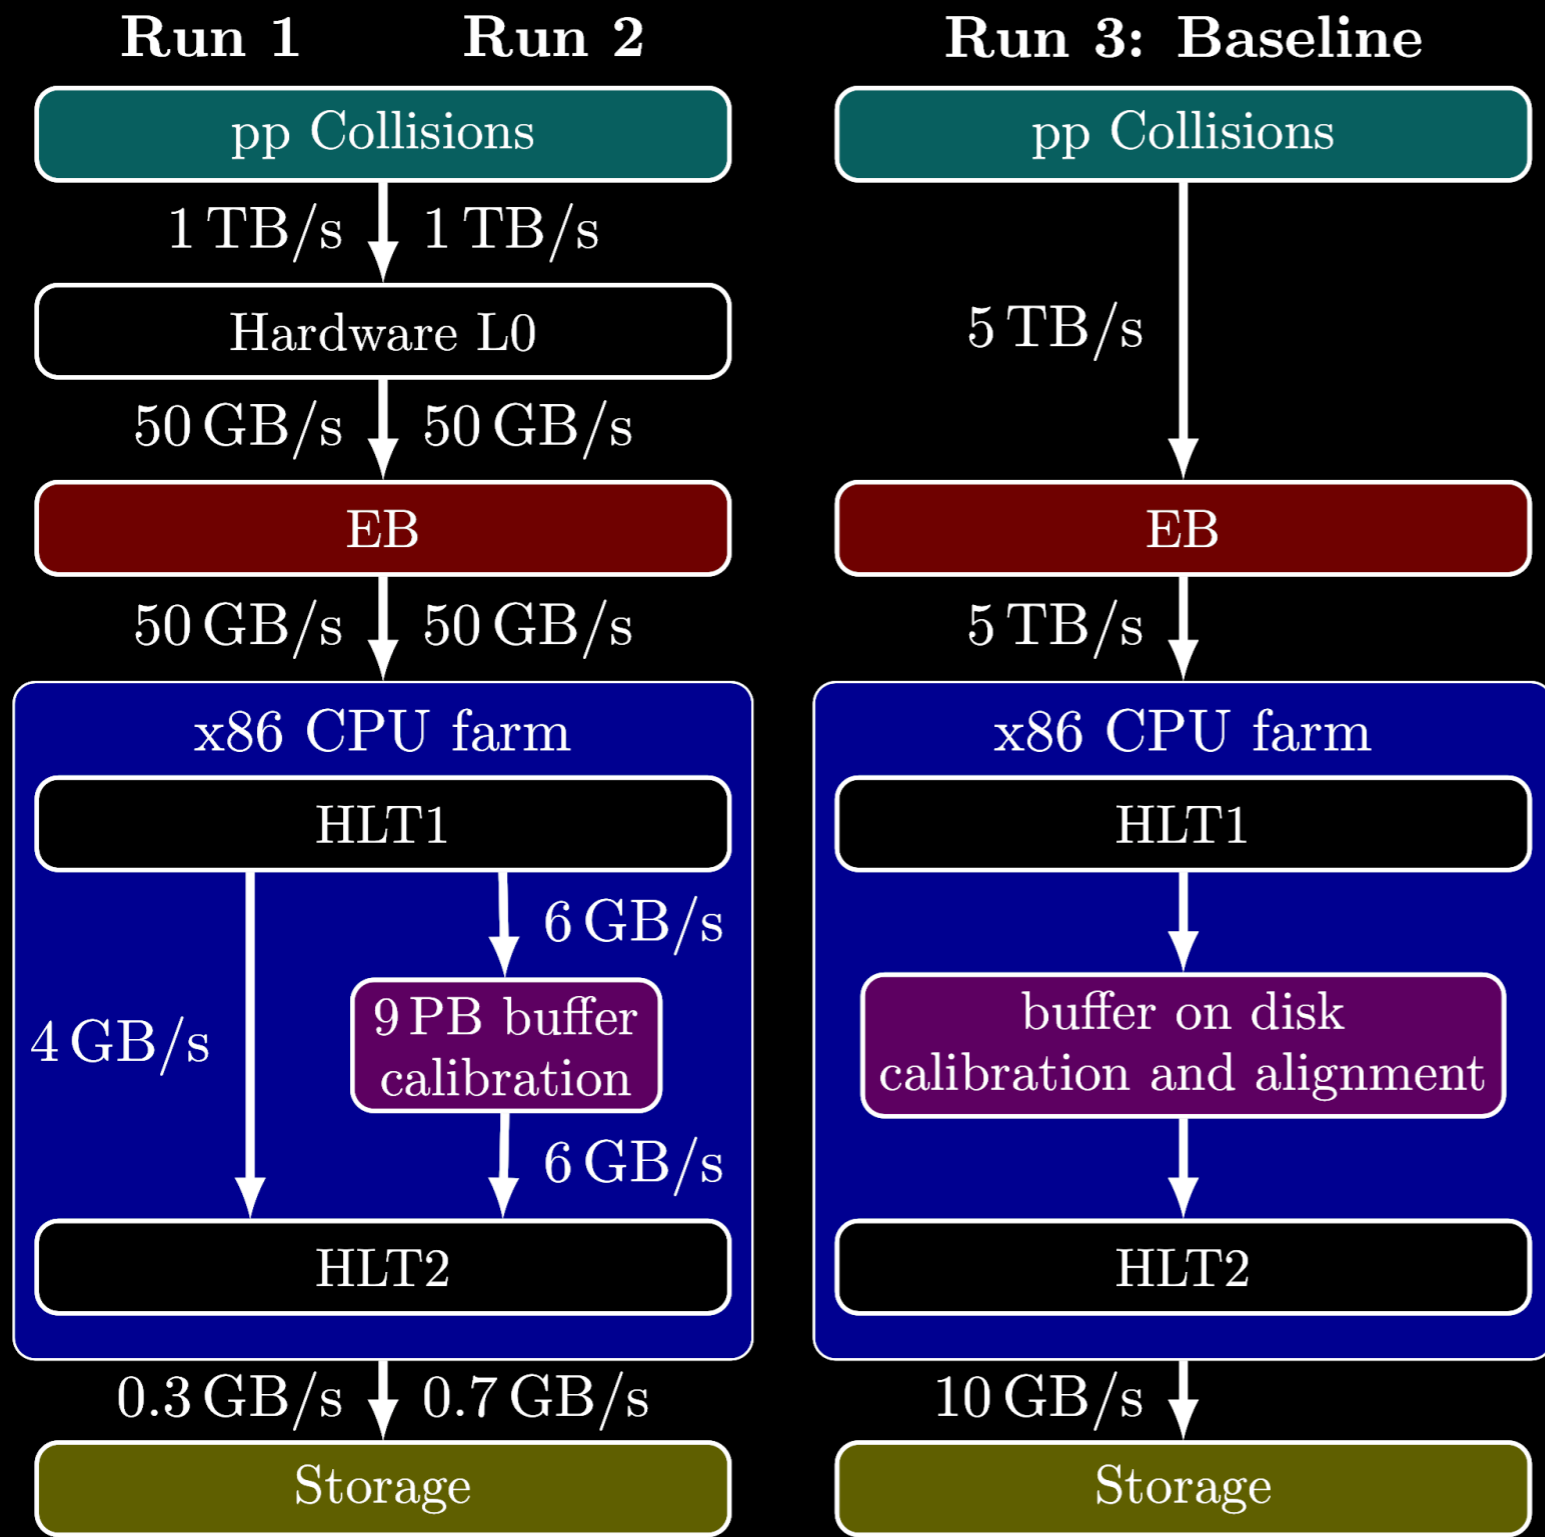 Run 1
Run 2
pp Collisions
1 TB/s
1 TB/s
Hardware L0
50 GB/s
50 GB/s
EB
50 GB/s
50 GB/s
x86 CPU farm
HLT1
6 GB/s
4 GB/s
9 PB buffer
calibration
6 GB/s
HLT2
0.3 GB/s
0.7 GB/s
Storage
Run 3: Baseline
pp Collisions
5 TB/s
EB
5 TB/s
x86 CPU farm
HLT1
buffer on disk
calibration and alignment
HLT2
10 GB/s
Storage